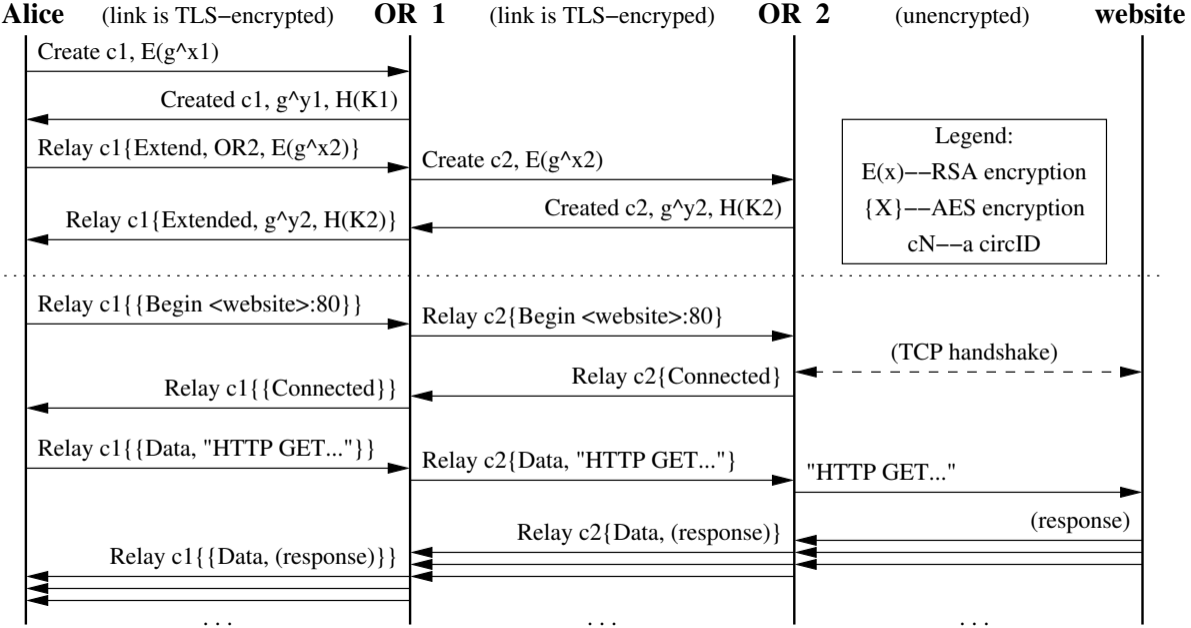 Alice (link is TLS−encrypted) OR 1 (link is TLS−encryped) OR 2 (unencrypted) website
Create c1, E(g^x1)
Created c1, g^y1, H(K1)
Relay c1{Extend, OR2, E(g^x2)}
Create c2, E(g^x2)
Created c2, g^y2, H(K2)
Relay c1{Extended, g^y2, H(K2)}
Legend:
E(x)−−RSA encryption
{X}−−AES encryption
cN−−a circID
Relay c1{{Begin <website>:80}}
Relay c2{Begin <website>:80}
(TCP handshake)
Relay c2{Connected}
Relay c1{{Connected}}
Relay c1{{Data, "HTTP GET..."}}
Relay c2{Data, "HTTP GET..."}
"HTTP GET..."
(response)
Relay c2{Data, (response)}
Relay c1{{Data, (response)}}
. . . . . . . . .